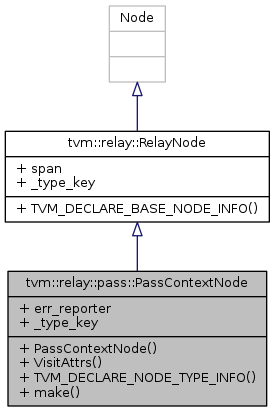 Node
tvm::relay::RelayNode
+ span
+ _type_key
+ TVM_DECLARE_BASE_NODE_INFO()
tvm::relay::pass::PassContextNode
+ err_reporter
+ _type_key
+ PassContextNode()
+ VisitAttrs()
+ TVM_DECLARE_NODE_TYPE_INFO()
+ make()